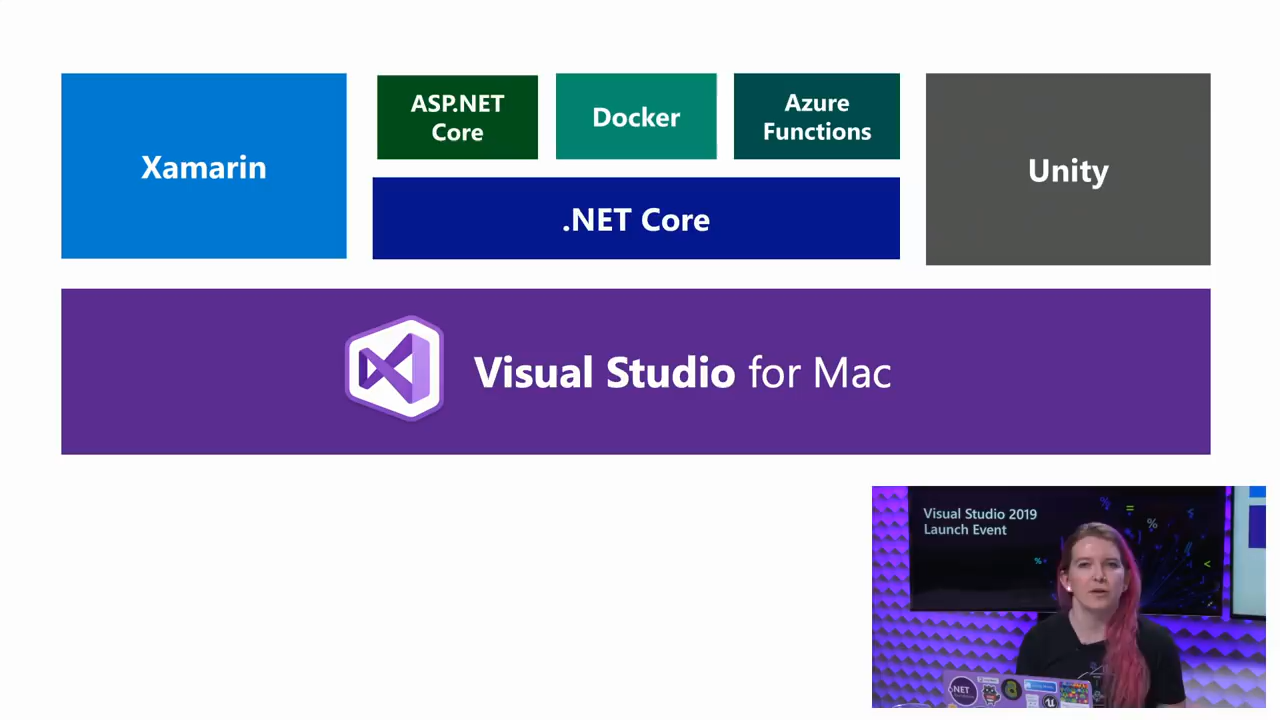 Xamarin
ASP.NET
Core
Docker
Azure
Functions
.NET Core
Unity
Visual Studio for Mac
Visual Studio 2019
Launch Event
.NET